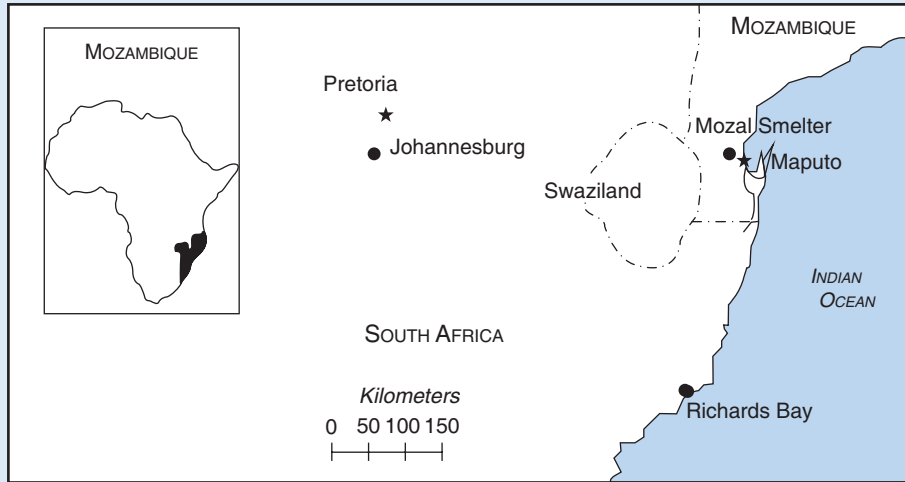 MOZAMBIQUE
MOZAMBIQUE
Pretoria
Johannesburg
Mozal Smelter
Maputo
Swaziland
INDIAN
OCEAN
SOUTH AFRICA
Kilometers
0 50 100 150
Richards Bay